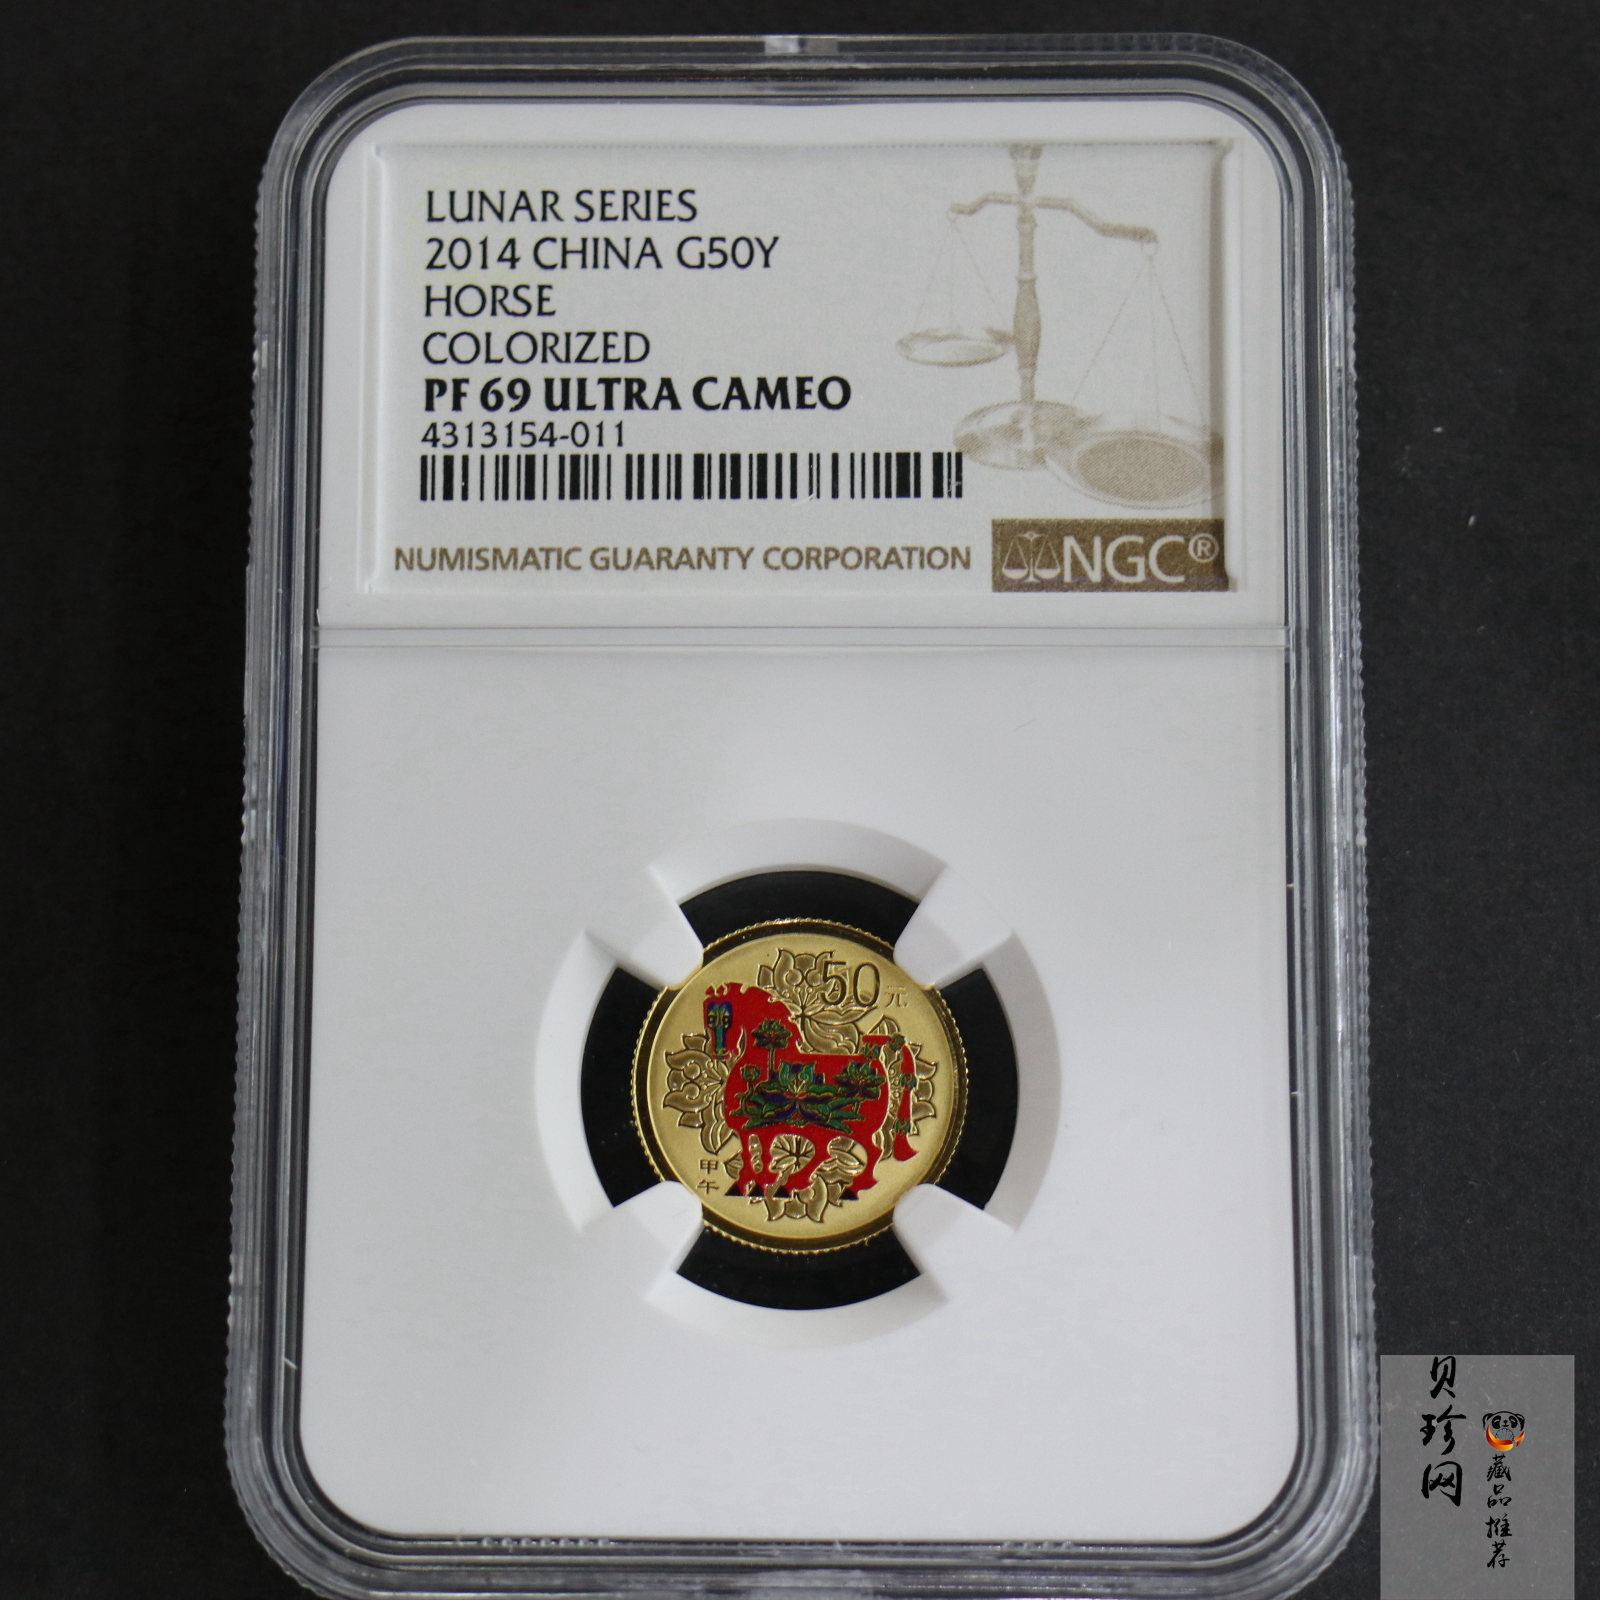 LUNAR SERIES
2014 CHINA G50Y
HORSE
COLORIZED
PF 69 ULTRA CAMEO
4313154-011
NUMISMATIC GUARANTY CORPORATION
NGC®
50元
甲午
贝珍网
藏品推荐